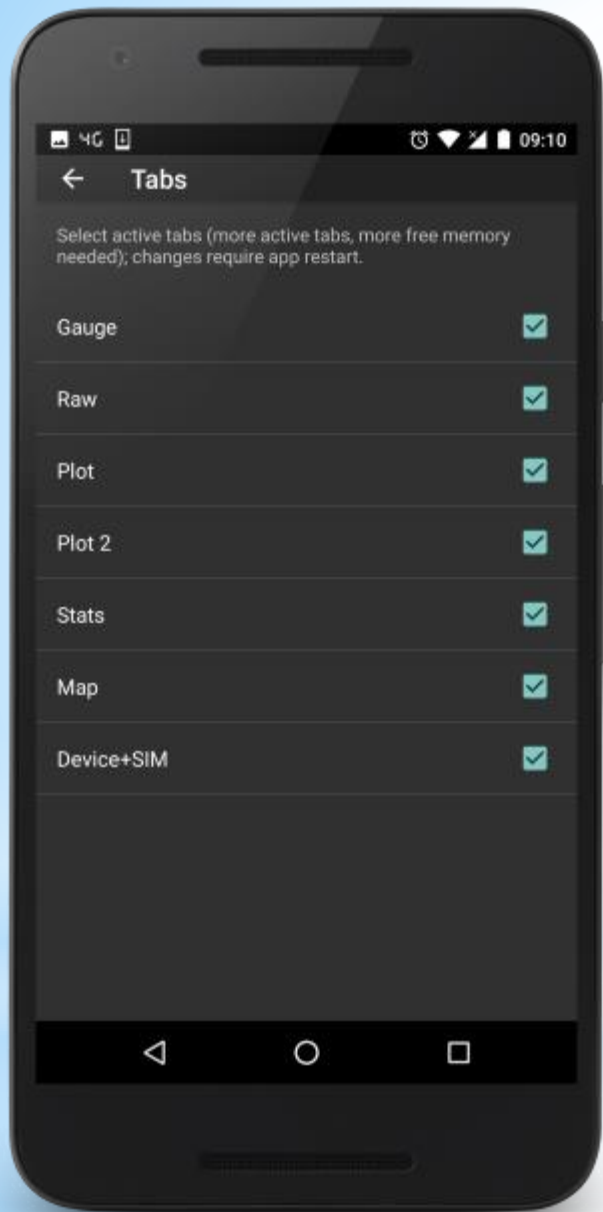 4G
09:10
Tabs
Select active tabs (more active tabs, more free memory
needed); changes require app restart.
Gauge
Raw
Plot
Plot 2
Stats
Map
Device+SIM